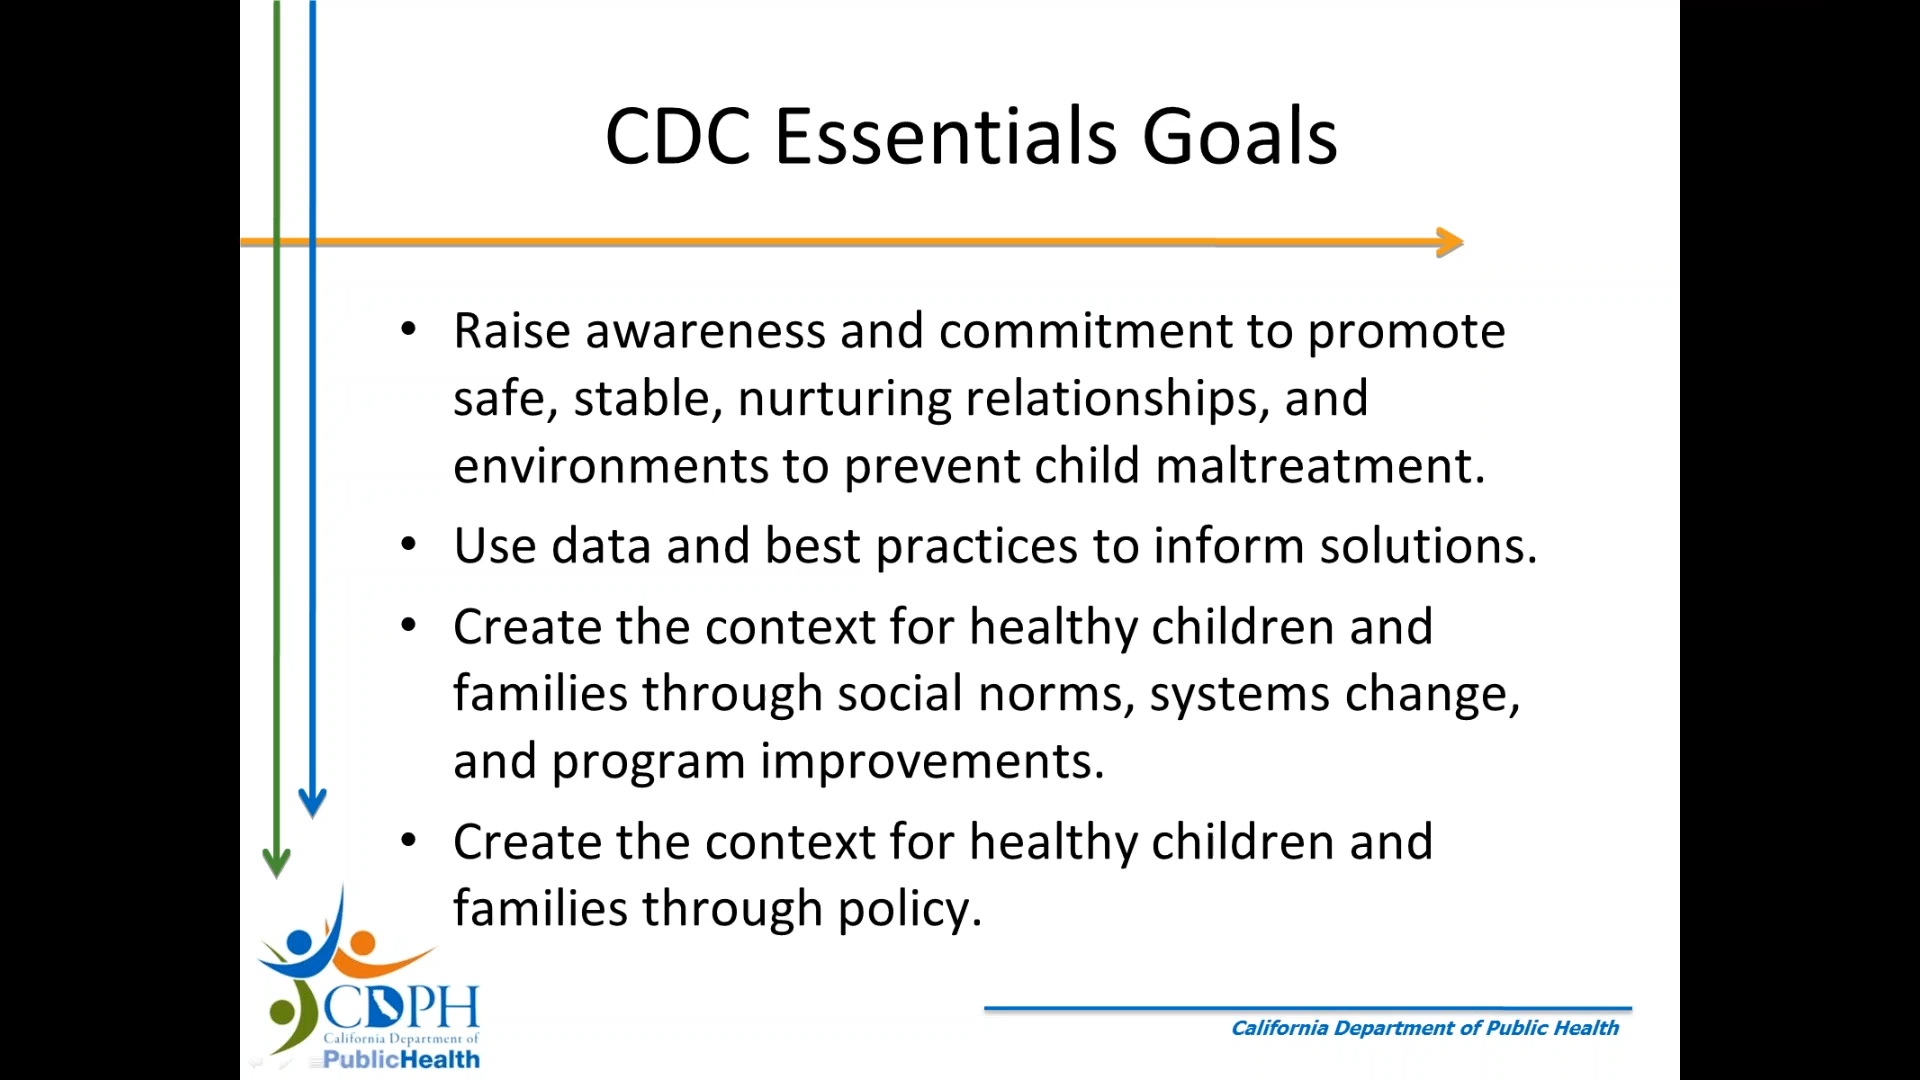 CDC Essentials Goals
• Raise awareness and commitment to promote
safe, stable, nurturing relationships, and
environments to prevent child maltreatment.
• Use data and best practices to inform solutions.
• Create the context for healthy children and
families through social norms, systems change,
and program improvements.
• Create the context for healthy children and
families through policy.
CDPH
California Department of
PublicHealth
California Department of Public Health